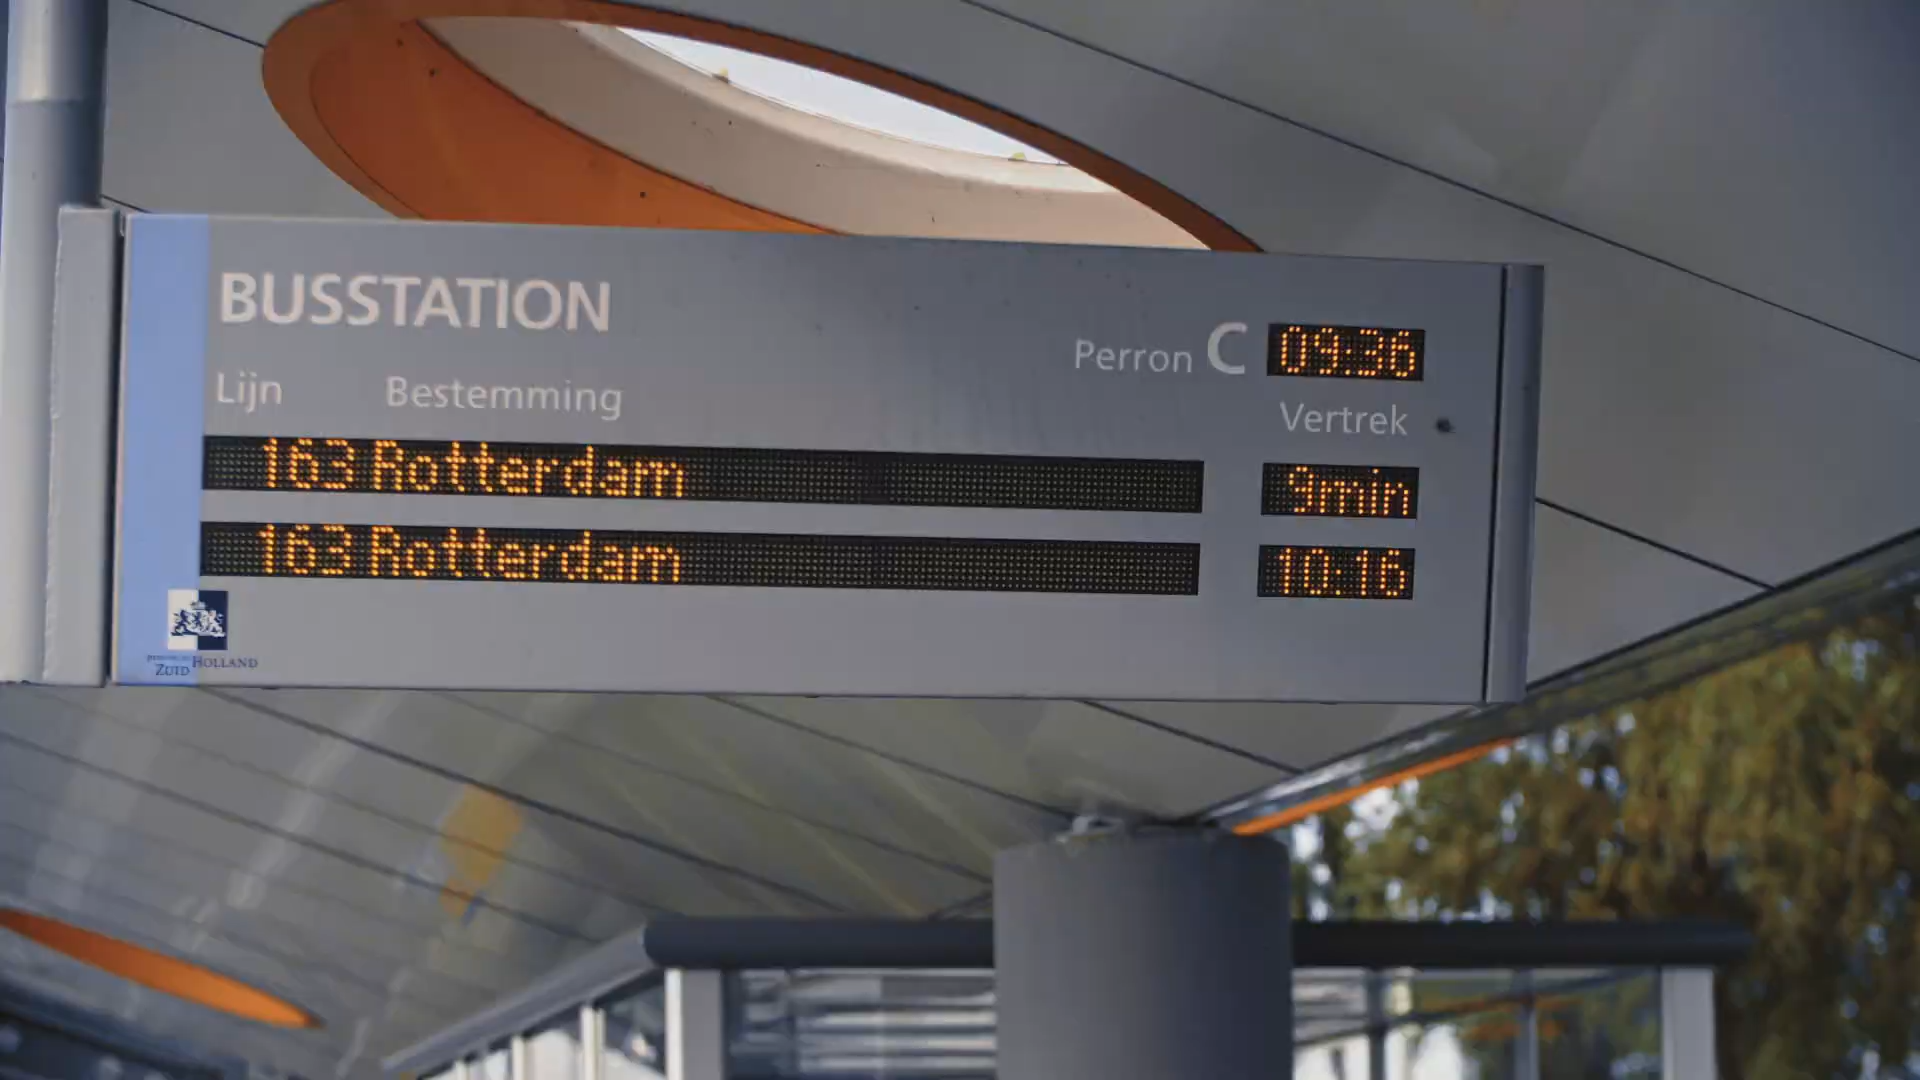 BUSSTATION
Perron C 09:36
Lijn Bestemming Vertrek
163 Rotterdam 9min
163 Rotterdam 10:16
ZUID HOLLAND